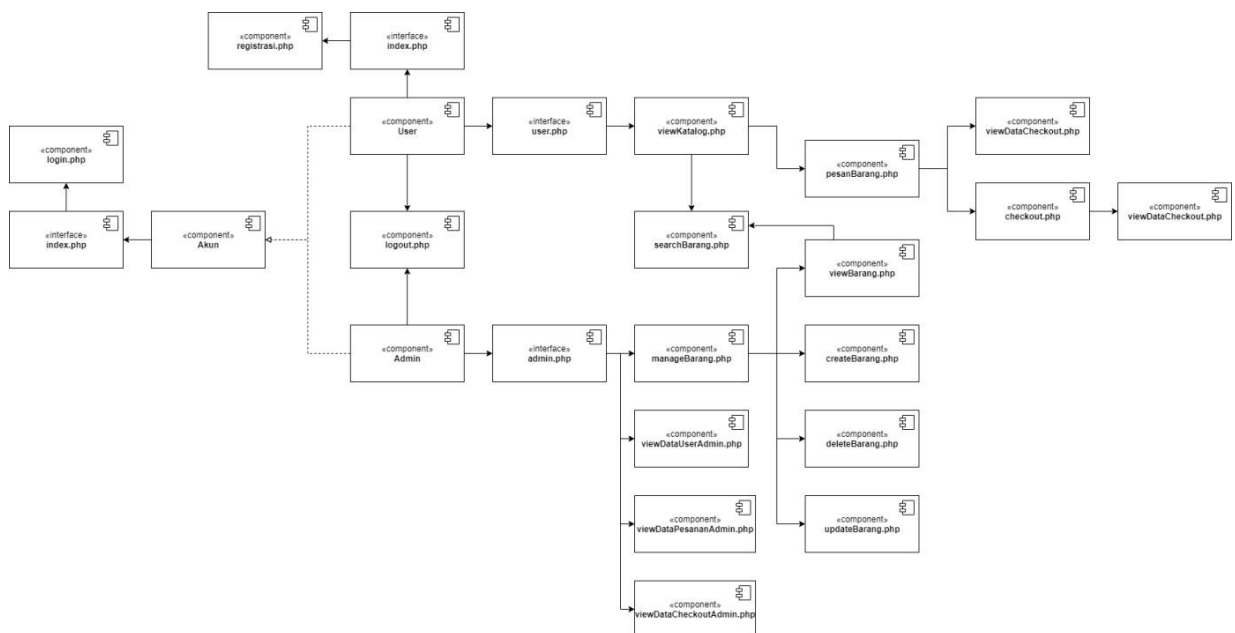 «component»
registrasi.php
«interface»
index.php
«component»
User
«interface»
user.php
«component»
viewKatalog.php
«component»
viewDataCheckout.php
«component»
login.php
«component»
pesanBarang.php
«component»
checkout.php
«component»
viewDataCheckout.php
«interface»
index.php
«component»
Akun
«component»
logout.php
«component»
searchBarang.php
«component»
viewBarang.php
«component»
Admin
«interface»
admin.php
«component»
manageBarang.php
«component»
createBarang.php
«component»
viewDataUserAdmin.php
«component»
deleteBarang.php
«component»
viewDataPesananAdmin.php
«component»
updateBarang.php
«component»
viewDataCheckoutAdmin.php